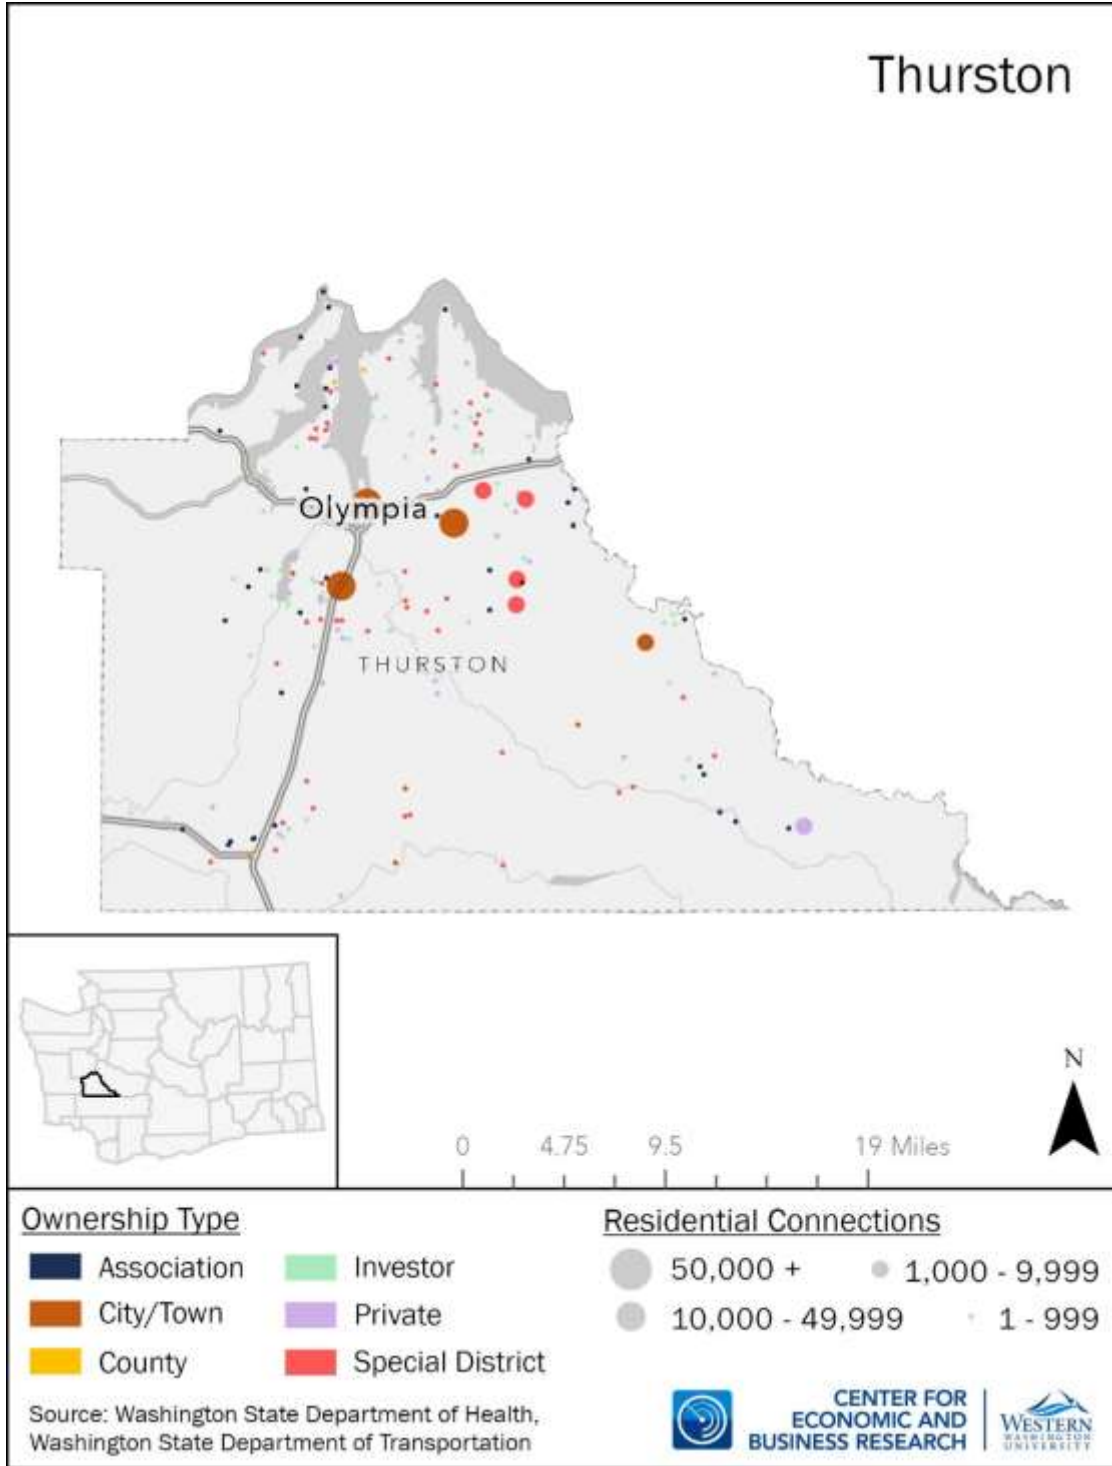 Thurston
Olympia
THURSTON
N
0 4.75 9.5 19 Miles
Ownership Type
Association
City/Town
County
Investor
Private
Special District
Residential Connections
50,000 +
10,000 - 49,999
1,000 - 9,999
1 - 999
Source: Washington State Department of Health,
Washington State Department of Transportation
CENTER FOR
ECONOMIC AND
BUSINESS RESEARCH
WESTERN
WASHINGTON
UNIVERSITY